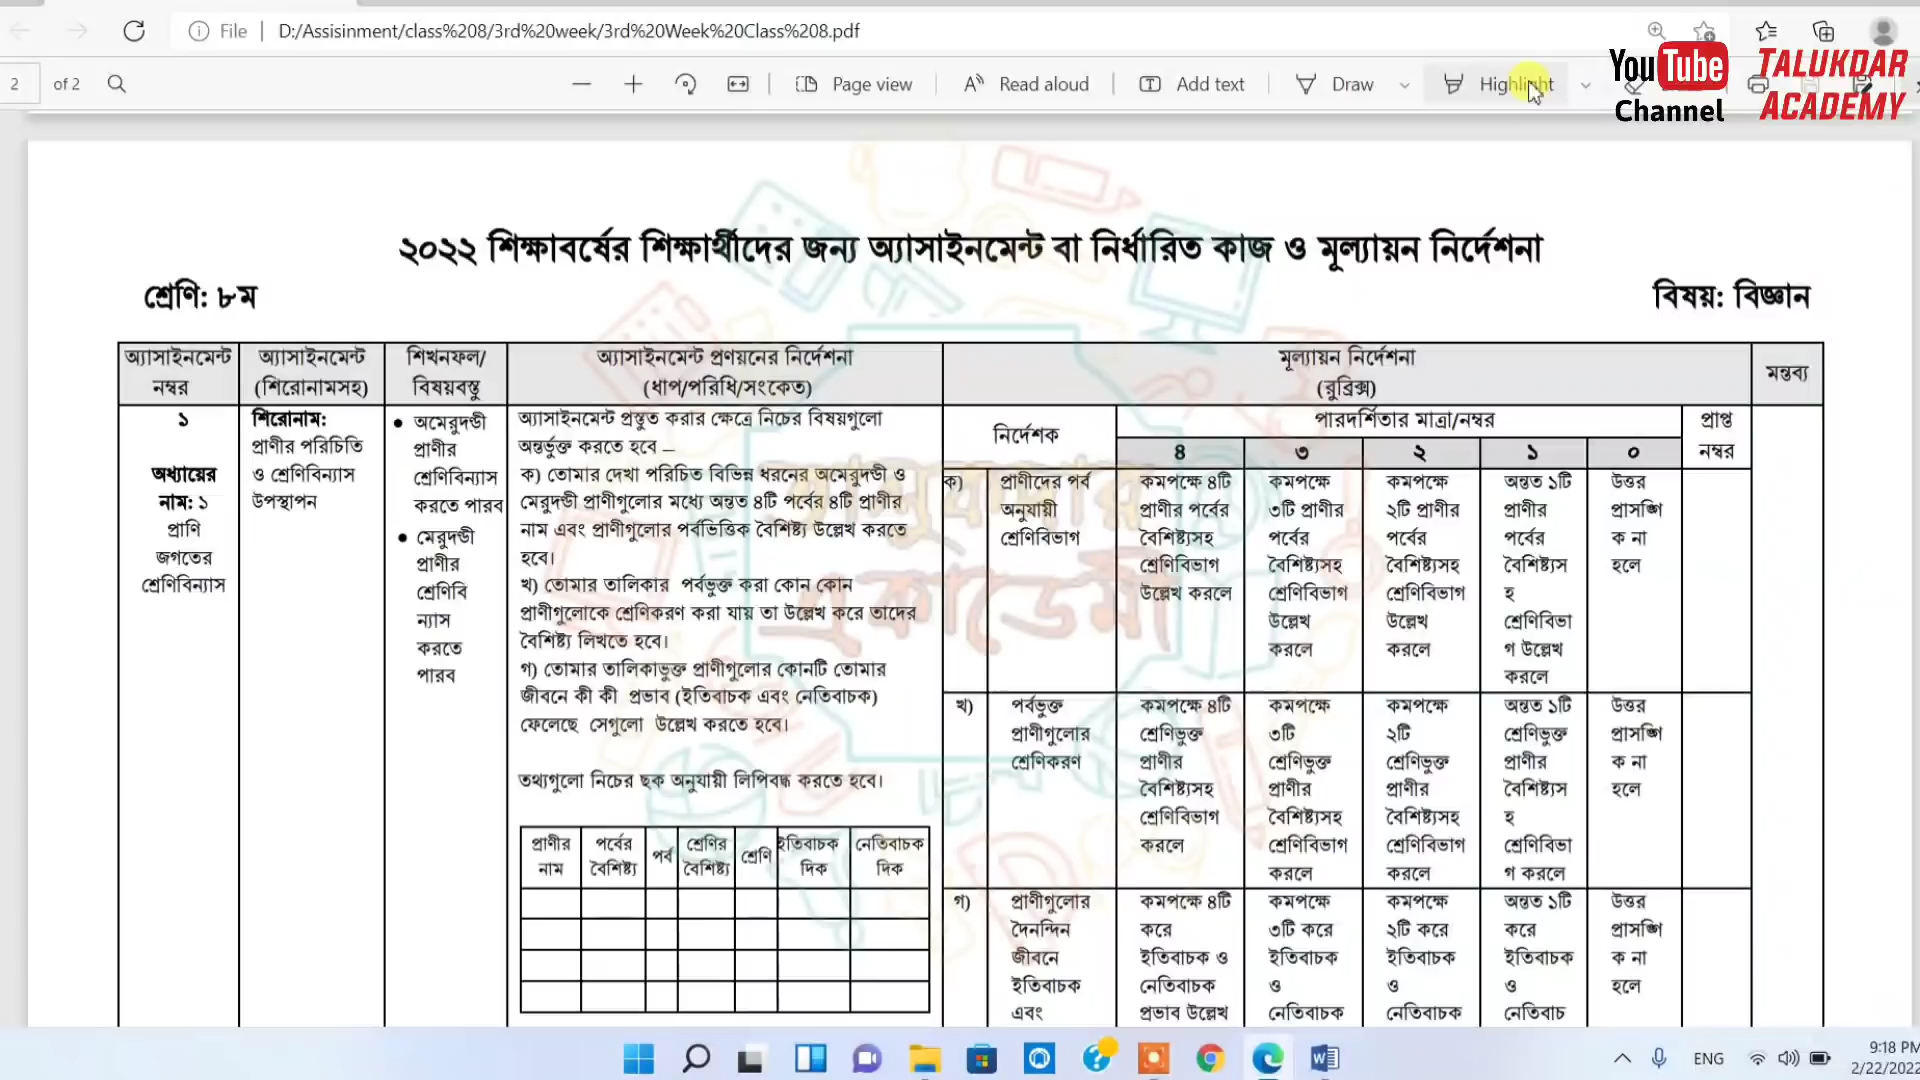 File
D:/Assisinment/class%208/3rd%20week/3rd%20Week%20Class%208.pdf
2 of 2
Page view
Read aloud
Add text
Draw
Highlight
YouTube Channel
TALUKDAR ACADEMY
২০২২ শিক্ষাবর্ষের শিক্ষার্থীদের জন্য অ্যাসাইনমেন্ট বা নির্ধারিত কাজ ও মূল্যায়ন নির্দেশনা
শ্রেণি: ৮ম
বিষয়: বিজ্ঞান
অ্যাসাইনমেন্ট
নম্বর
অ্যাসাইনমেন্ট
(শিরোনামসহ)
শিখনফল/
বিষয়বস্তু
অ্যাসাইনমেন্ট প্রণয়নের নির্দেশনা
(ধাপ/পরিধি/সংকেত)
মূল্যায়ন নির্দেশনা
(রুব্রিক্স)
মন্তব্য
১
অধ্যায়ের
নাম: ১
প্রাণি
জগতের
শ্রেণিবিন্যাস
শিরোনাম:
প্রাণীর পরিচিতি
ও শ্রেণিবিন্যাস
উপস্থাপন
● অমেরুদন্ডী
প্রাণীর
শ্রেণিবিন্যাস
করতে পারব
● মেরুদন্ডী
প্রাণীর
শ্রেণিবি
ন্যাস
করতে
পারব
অ্যাসাইনমেন্ট প্রস্তুত করার ক্ষেত্রে নিচের বিষয়গুলো
অন্তর্ভুক্ত করতে হবে –
ক) তোমার দেখা পরিচিত বিভিন্ন ধরনের অমেরুদন্ডী ও
মেরুদন্ডী প্রাণীগুলোর মধ্যে অন্তত ৪টি পর্বের ৪টি প্রাণীর
নাম এবং প্রাণীগুলোর পর্বভিত্তিক বৈশিষ্ট্য উল্লেখ করতে
হবে।
খ) তোমার তালিকার পর্বভুক্ত করা কোন কোন
প্রাণীগুলোকে শ্রেণিকরণ করা যায় তা উল্লেখ করে তাদের
বৈশিষ্ট্য লিখতে হবে।
গ) তোমার তালিকাভুক্ত প্রাণীগুলোর কোনটি তোমার
জীবনে কী কী প্রভাব (ইতিবাচক এবং নেতিবাচক)
ফেলেছে সেগুলো উল্লেখ করতে হবে।
তথ্যগুলো নিচের ছক অনুযায়ী লিপিবদ্ধ করতে হবে।
প্রাণীর
নাম
পর্বের
বৈশিষ্ট্য
পর্ব
শ্রেণির
বৈশিষ্ট্য
শ্রেণি
ইতিবাচক
দিক
নেতিবাচক
দিক
নির্দেশক
পারদর্শিতার মাত্রা/নম্বর
প্রাপ্ত
নম্বর
৪ ৩ ২ ১ ০
ক)
প্রাণীদের পর্ব
অনুযায়ী
শ্রেণিবিভাগ
কমপক্ষে ৪টি
প্রাণীর পর্বের
বৈশিষ্ট্যসহ
শ্রেণিবিভাগ
উল্লেখ করলে
কমপক্ষে
৩টি প্রাণীর
পর্বের
বৈশিষ্ট্যসহ
শ্রেণিবিভাগ
উল্লেখ
করলে
কমপক্ষে
২টি প্রাণীর
পর্বের
বৈশিষ্ট্যসহ
শ্রেণিবিভাগ
উল্লেখ
করলে
অন্তত ১টি
প্রাণীর
পর্বের
বৈশিষ্ট্যস
হ
শ্রেণিবিভা
গ উল্লেখ
করলে
উত্তর
প্রাসঙ্গি
ক না
হলে
খ)
পর্বভুক্ত
প্রাণীগুলোর
শ্রেণিকরণ
কমপক্ষে ৪টি
শ্রেণিভুক্ত
প্রাণীর
বৈশিষ্ট্যসহ
শ্রেণিবিভাগ
করলে
কমপক্ষে
৩টি
শ্রেণিভুক্ত
প্রাণীর
বৈশিষ্ট্যসহ
শ্রেণিবিভাগ
করলে
কমপক্ষে
২টি
শ্রেণিভুক্ত
প্রাণীর
বৈশিষ্ট্যসহ
শ্রেণিবিভাগ
করলে
অন্তত ১টি
শ্রেণিভুক্ত
প্রাণীর
বৈশিষ্ট্যস
হ
শ্রেণিবিভা
গ করলে
উত্তর
প্রাসঙ্গি
ক না
হলে
গ)
প্রাণীগুলোর
দৈনন্দিন
জীবনে
ইতিবাচক
এবং
কমপক্ষে ৪টি
করে
ইতিবাচক ও
নেতিবাচক
প্রভাব উল্লেখ
কমপক্ষে
৩টি করে
ইতিবাচক
ও
নেতিবাচক
কমপক্ষে
২টি করে
ইতিবাচক
ও
নেতিবাচক
অন্তত ১টি
করে
ইতিবাচক
ও
নেতিবাচ
উত্তর
প্রাসঙ্গি
ক না
হলে
তালুকদার
একাডেমী
ENG
9:18 PM
2/22/2022